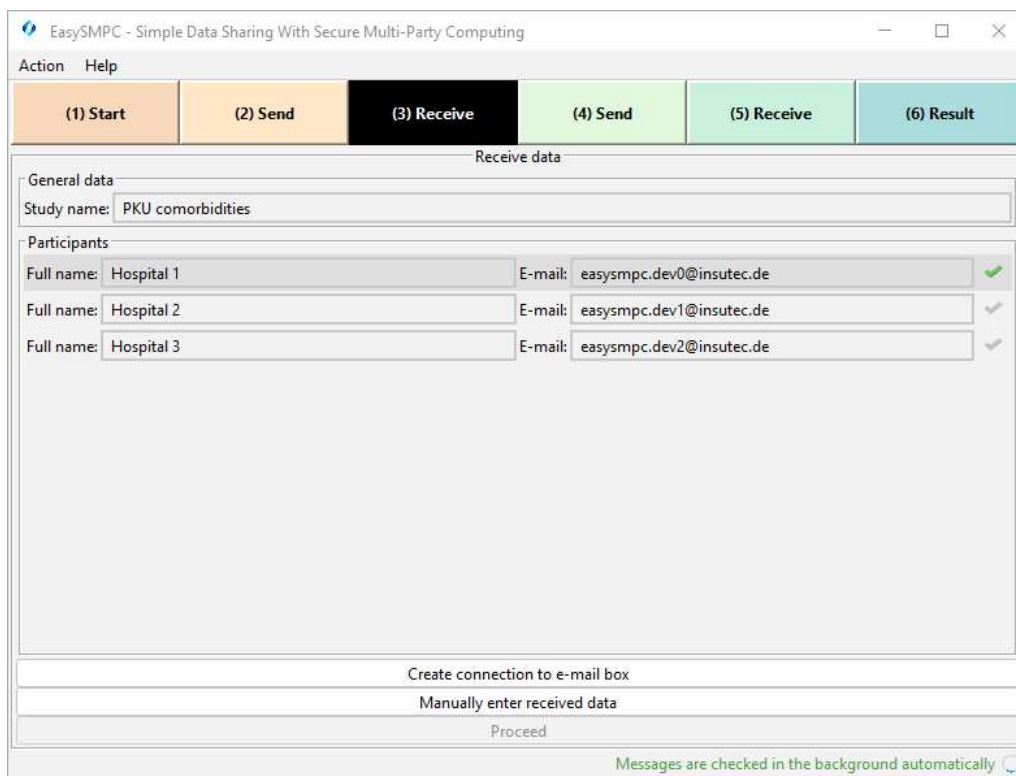 EasySMPC - Simple Data Sharing With Secure Multi-Party Computing
Action Help
(1) Start (2) Send (3) Receive (4) Send (5) Receive (6) Result
Receive data
General data
Study name: PKU comorbidities
Participants
Full name: Hospital 1 E-mail: easysmpc.dev0@insutec.de
Full name: Hospital 2 E-mail: easysmpc.dev1@insutec.de
Full name: Hospital 3 E-mail: easysmpc.dev2@insutec.de
Create connection to e-mail box
Manually enter received data
Proceed
Messages are checked in the background automatically